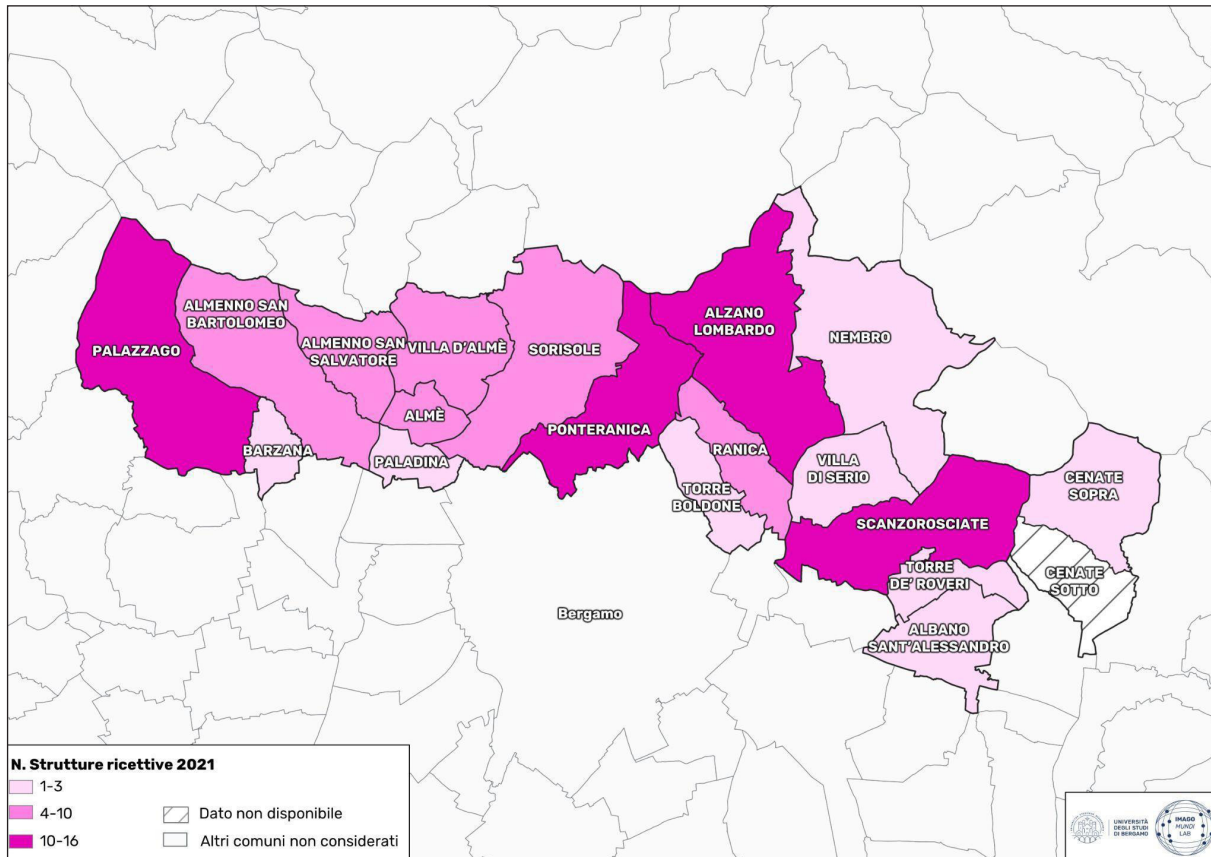 ALMENNO SAN
BARTOLOMEO
PALAZZAGO
ALMENNO SAN
SALVATORE
VILLA D'ALMÈ
SORISOLE
ALZANO
LOMBARDO
NEMBRO
ALMÈ
BARZANA
PALADINA
PONTERANICA
RANICA
TORRE
BOLDONE
VILLA
DI SERIO
CENATE
SOPRA
SCANZOROSCIATE
TORRE
DE' ROVERI
CENATE
SOTTO
Bergamo
ALBANO
SANT'ALESSANDRO
N. Strutture ricettive 2021
1-3
4-10
10-16
Dato non disponibile
Altri comuni non considerati
UNIVERSITÀ
DEGLI STUDI
DI BERGAMO
IMAGO
MUNDI
LAB